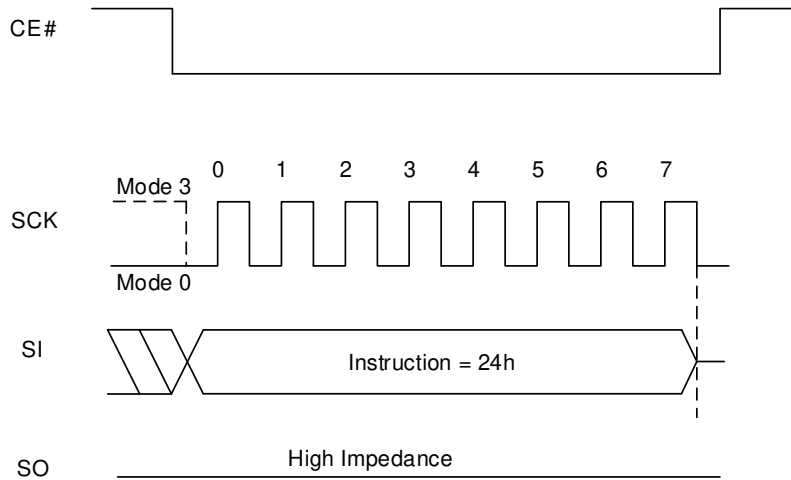 CE#
0 1 2 3 4 5 6 7
Mode 3
SCK
Mode 0
SI
Instruction = 24h
High Impedance
SO